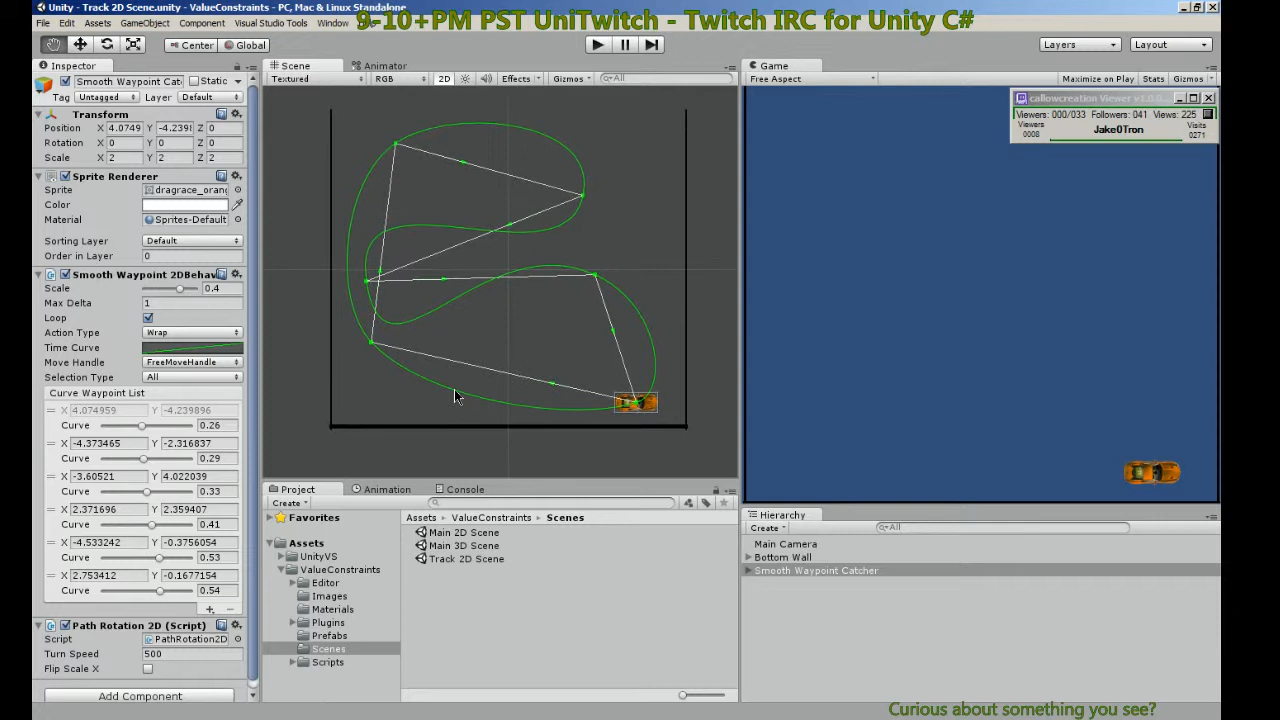 Unity - Track 2D Scene.unity - ValueConstraints - PC, Mac & Linux Standalone
9-10+PM PST UniTwitch - Twitch IRC for Unity C#
File Edit Assets GameObject Component Visual Studio Tools Window
Center Global Layers Layout
Inspector
Smooth Waypoint Cat Static
Tag Untagged Layer Default
Transform
Position X 4.0749 Y -4.2398 Z 0
Rotation X 0 Y 0 Z 0
Scale X 2 Y 2 Z 2
Sprite Renderer
Sprite dragrace_oran
Color
Material Sprites-Default
Sorting Layer Default
Order in Layer 0
Smooth Waypoint 2DBehav
Scale 0.4
Max Delta 1
Loop
Action Type Wrap
Time Curve
Move Handle FreeMoveHandle
Selection Type All
Curve Waypoint List
X 4.074959 Y -4.239896
Curve 0.26
X -4.373465 Y -2.316837
Curve 0.29
X -3.60521 Y 4.022039
Curve 0.33
X 2.371696 Y 2.359407
Curve 0.41
X -4.533242 Y -0.3756054
Curve 0.53
X 2.753412 Y -0.1677154
Curve 0.54
+ -
Path Rotation 2D (Script)
Script PathRotation2D
Turn Speed 500
Flip Scale X
Add Component
Scene Animator
Textured RGB 2D Effects Gizmos All
Game
Free Aspect Maximize on Play Stats Gizmos
callowcreation Viewer
Viewers: 000/033 Followers: 041 Views: 225
Viewers Visits
0008 Jake0Tron 0271
Project Animation Console
Create
Favorites
Assets
UnityVS
ValueConstraints
Editor
Images
Materials
Plugins
Prefabs
Scenes
Scripts
Assets ValueConstraints Scenes
Main 2D Scene
Main 3D Scene
Track 2D Scene
Hierarchy
Create All
Main Camera
Bottom Wall
Smooth Waypoint Catcher
Curious about something you see?